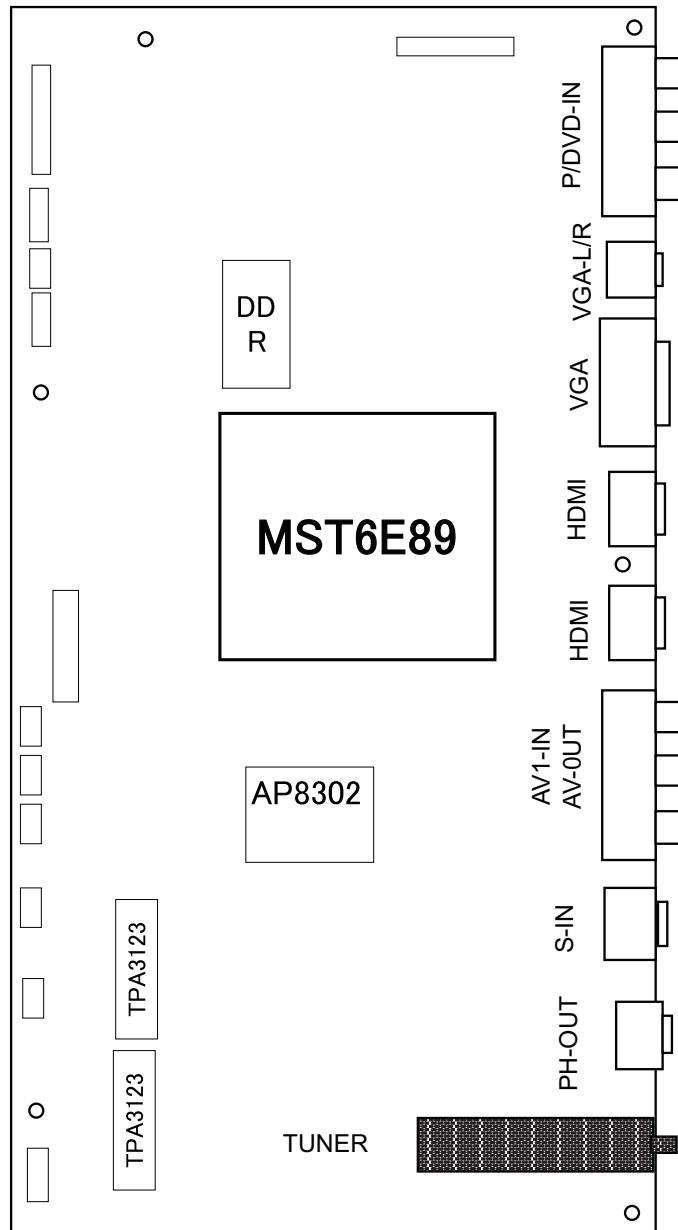 P/DVD-IN
VGA-L/R
DD
R
VGA
MST6E89
HDMI
HDMI
AV1-IN
AV-0UT
AP8302
S-IN
TPA3123
PH-OUT
TPA3123
TUNER